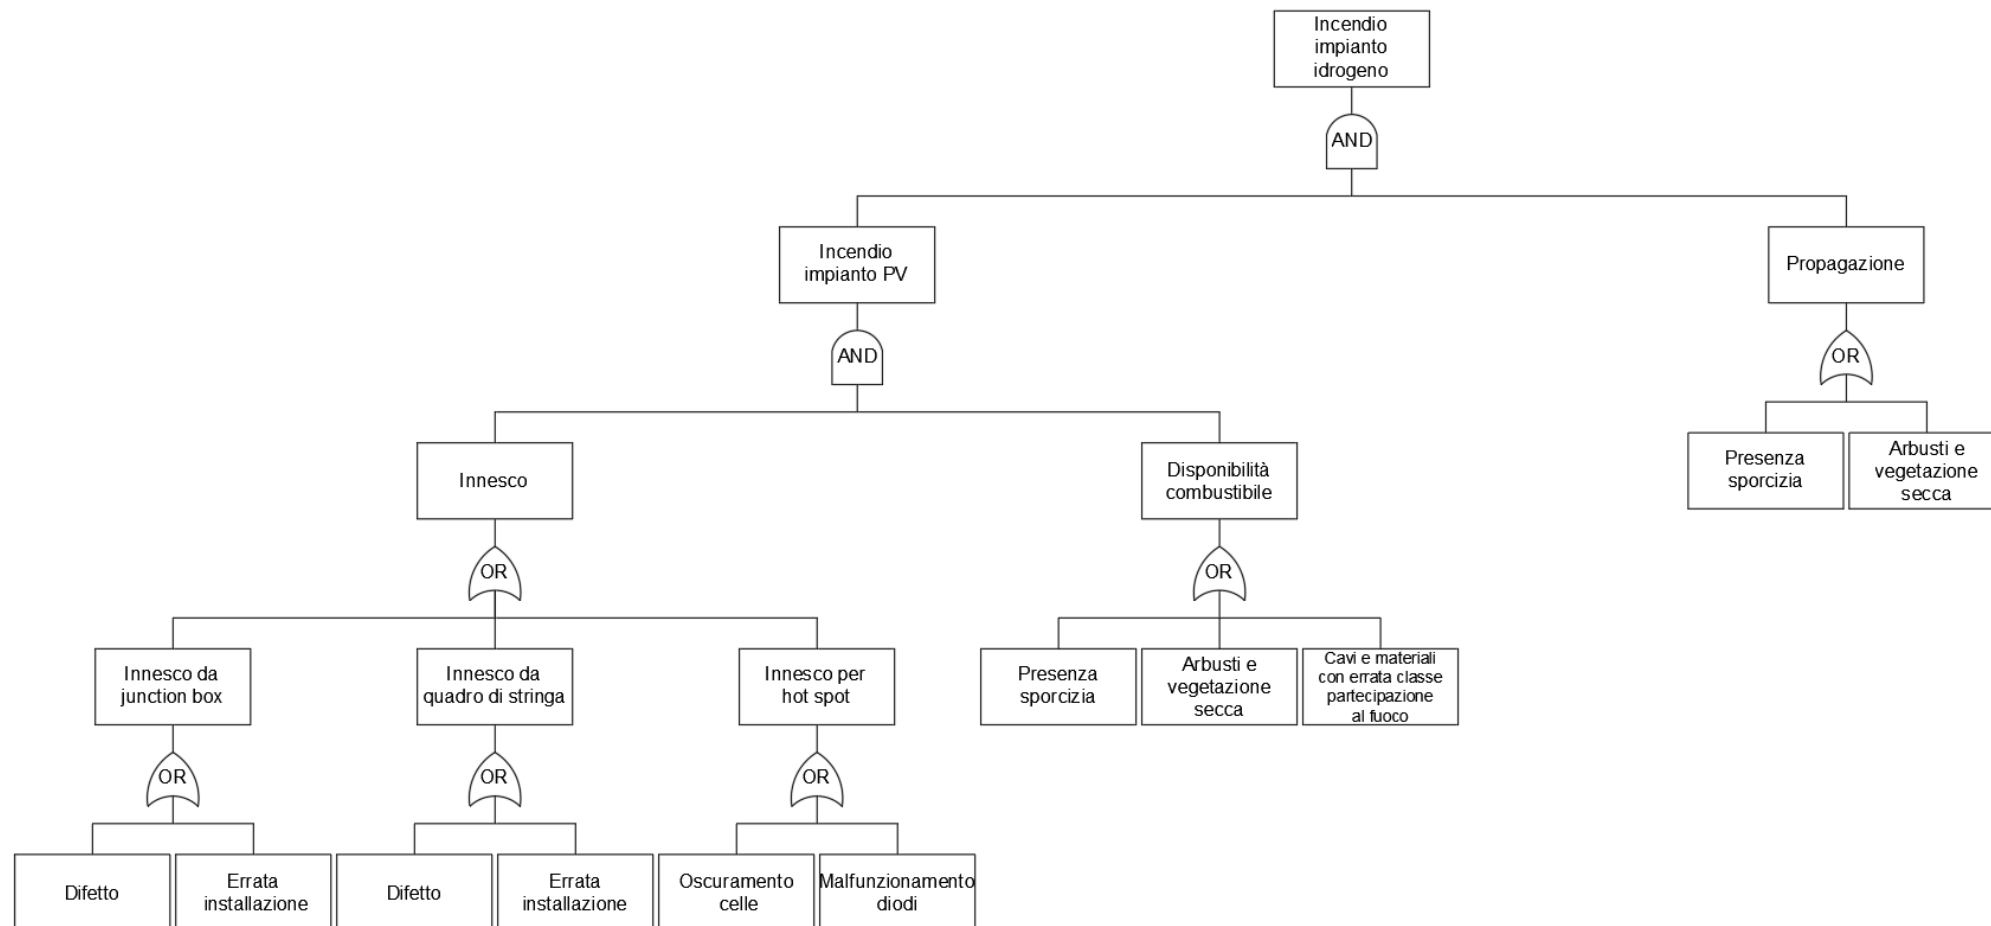 Incendio
impianto
idrogeno
AND
Incendio
impianto PV
Propagazione
AND
OR
Innesco
Disponibilità
combustibile
Presenza
sporcizia
Arbusti e
vegetazione
secca
OR
OR
Innesco da
junction box
Innesco da
quadro di stringa
Innesco per
hot spot
Presenza
sporcizia
Arbusti e
vegetazione
secca
Cavi e materiali
con errata classe
partecipazione
al fuoco
OR
OR
OR
Difetto
Errata
installazione
Difetto
Errata
installazione
Oscuramento
celle
Malfunzionamento
diodi